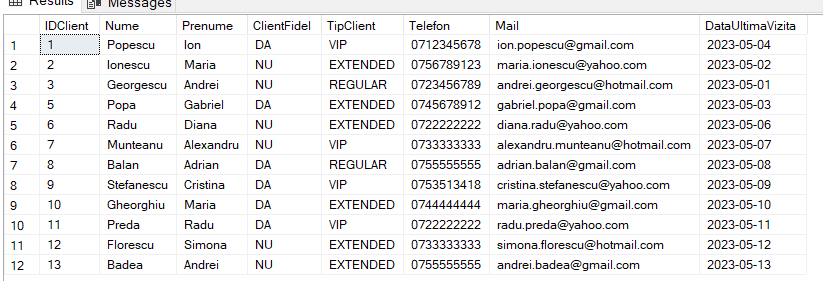 Results Messages
IDClient Nume Prenume ClientFidel TipClient Telefon Mail DataUltimaVizita
1 1 Popescu Ion DA VIP 0712345678 ion.popescu@gmail.com 2023-05-04
2 2 Ionescu Maria NU EXTENDED 0756789123 maria.ionescu@yahoo.com 2023-05-02
3 3 Georgescu Andrei NU REGULAR 0723456789 andrei.georgescu@hotmail.com 2023-05-01
4 5 Popa Gabriel DA EXTENDED 0745678912 gabriel.popa@gmail.com 2023-05-03
5 6 Radu Diana NU EXTENDED 0722222222 diana.radu@yahoo.com 2023-05-06
6 7 Munteanu Alexandru NU VIP 0733333333 alexandru.munteanu@hotmail.com 2023-05-07
7 8 Balan Adrian DA REGULAR 0755555555 adrian.balan@gmail.com 2023-05-08
8 9 Stefanescu Cristina DA VIP 0753513418 cristina.stefanescu@yahoo.com 2023-05-09
9 10 Gheorghiu Maria DA EXTENDED 0744444444 maria.gheorghiu@gmail.com 2023-05-10
10 11 Preda Radu DA VIP 0722222222 radu.preda@yahoo.com 2023-05-11
11 12 Florescu Simona NU EXTENDED 0733333333 simona.florescu@hotmail.com 2023-05-12
12 13 Badea Andrei NU EXTENDED 0755555555 andrei.badea@gmail.com 2023-05-13